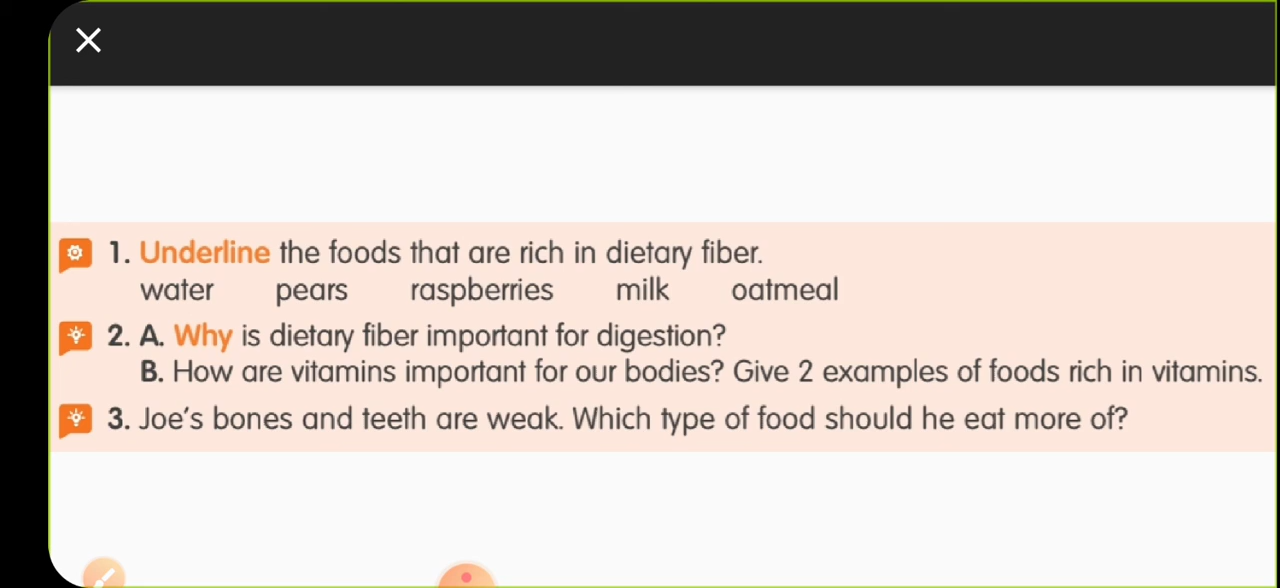 1. Underline the foods that are rich in dietary fiber.
water pears raspberries milk oatmeal
2. A. Why is dietary fiber important for digestion?
B. How are vitamins important for our bodies? Give 2 examples of foods rich in vitamins.
3. Joe's bones and teeth are weak. Which type of food should he eat more of?